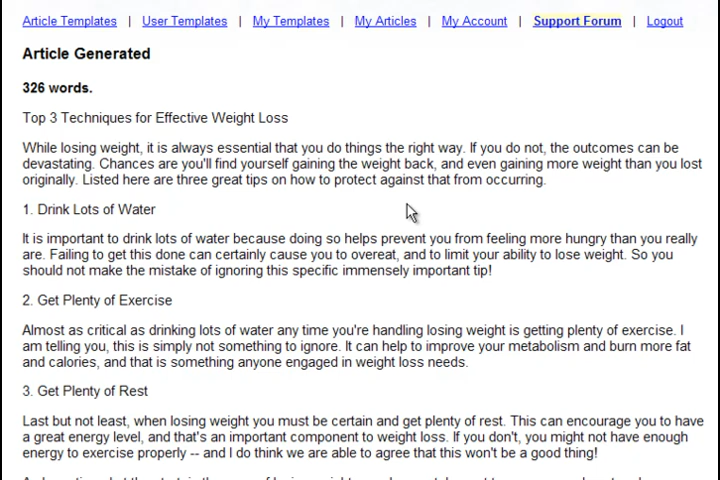 Article Templates | User Templates | My Templates | My Articles | My Account | Support Forum | Logout
Article Generated
326 words.
Top 3 Techniques for Effective Weight Loss
While losing weight, it is always essential that you do things the right way. If you do not, the outcomes can be
devastating. Chances are you'll find yourself gaining the weight back, and even gaining more weight than you lost
originally. Listed here are three great tips on how to protect against that from occurring.
1. Drink Lots of Water
It is important to drink lots of water because doing so helps prevent you from feeling more hungry than you really
are. Failing to get this done can certainly cause you to overeat, and to limit your ability to lose weight. So you
should not make the mistake of ignoring this specific immensely important tip!
2. Get Plenty of Exercise
Almost as critical as drinking lots of water any time you're handling losing weight is getting plenty of exercise. I
am telling you, this is simply not something to ignore. It can help to improve your metabolism and burn more fat
and calories, and that is something anyone engaged in weight loss needs.
3. Get Plenty of Rest
Last but not least, when losing weight you must be certain and get plenty of rest. This can encourage you to have
a great energy level, and that's an important component to weight loss. If you don't, you might not have enough
energy to exercise properly -- and I do think we are able to agree that this won't be a good thing!